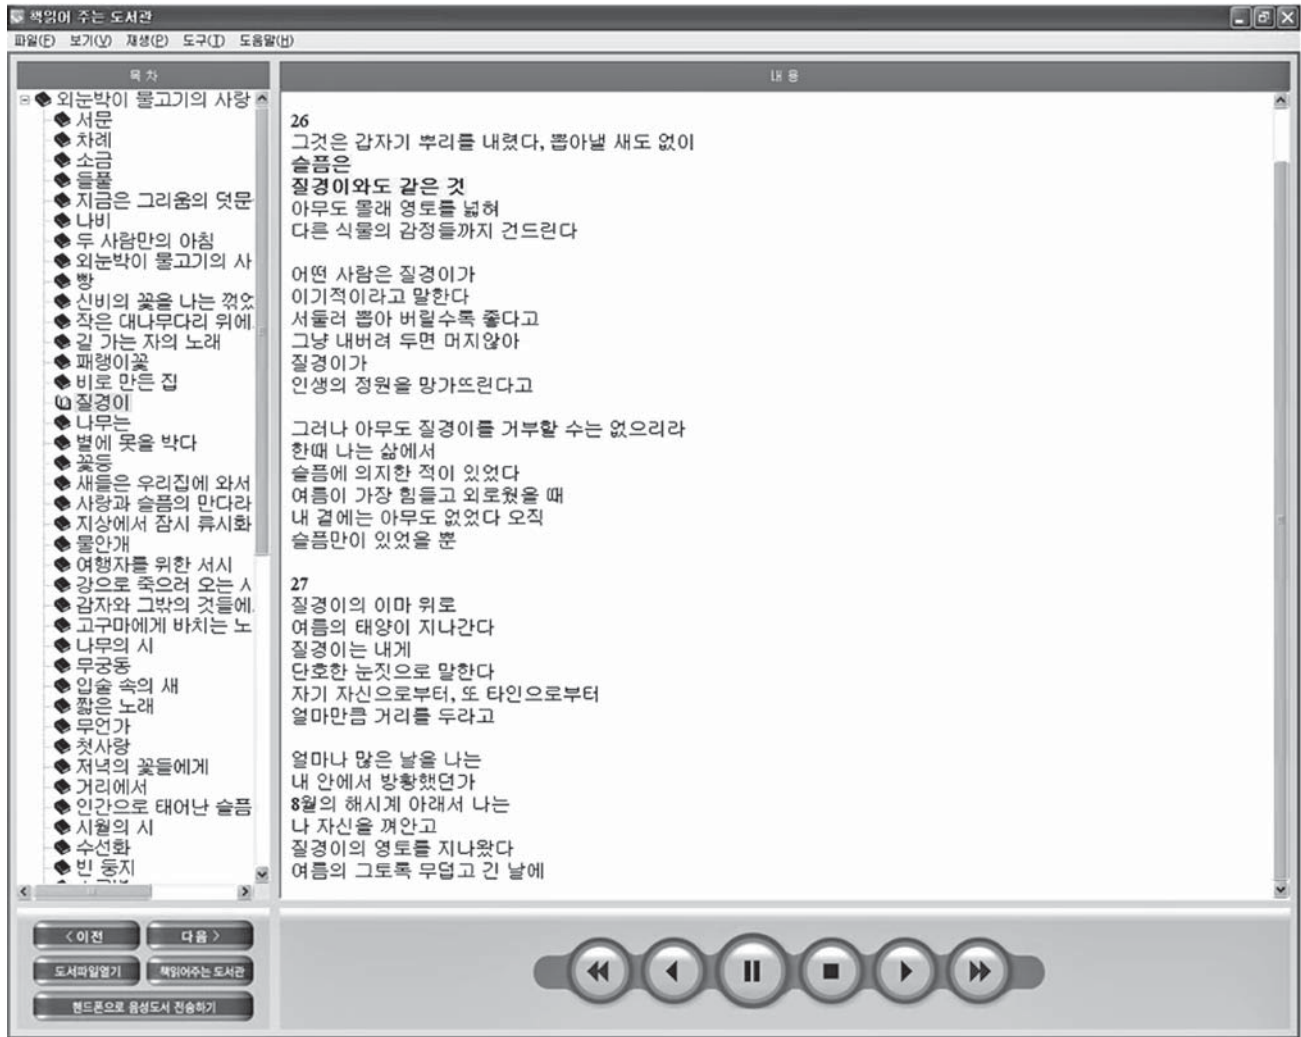 책읽어 주는 도서관
파일(F) 보기(V) 재생(P) 도구(T) 도움말(H)
목 차
외눈박이 물고기의 사랑
서문
차례
소금
들풀
지금은 그리움의 덧문
나비
두 사람만의 아침
외눈박이 물고기의 사
빵
신비의 꽃을 나는 꺾었
작은 대나무다리 위에
길 가는 자의 노래
패랭이꽃
비로 만든 집
질경이
나무는
별에 못을 박다
꽃등
새들은 우리집에 와서
사랑과 슬픔의 만다라
지상에서 잠시 류시화
물안개
여행자를 위한 서시
강으로 죽으러 오는 사
감자와 그밖의 것들에
고구마에게 바치는 노
나무의 시
무궁동
입술 속의 새
짧은 노래
무언가
첫사랑
저녁의 꽃들에게
거리에서
인간으로 태어난 슬픔
시월의 시
수선화
빈 둥지
<이전
다음>
도서파일열기
책읽어주는 도서관
핸드폰으로 음성도서 전송하기
내 용
26
그것은 갑자기 뿌리를 내렸다, 뽑아낼 새도 없이
슬픔은
질경이와도 같은 것
아무도 몰래 영토를 넓혀
다른 식물의 감정들까지 건드린다
어떤 사람은 질경이가
이기적이라고 말한다
서둘러 뽑아 버릴수록 좋다고
그냥 내버려 두면 머지않아
질경이가
인생의 정원을 망가뜨린다고
그러나 아무도 질경이를 거부할 수는 없으리라
한때 나는 삶에서
슬픔에 의지한 적이 있었다
여름이 가장 힘들고 외로웠을 때
내 곁에는 아무도 없었다 오직
슬픔만이 있었을 뿐
27
질경이의 이마 위로
여름의 태양이 지나간다
질경이는 내게
단호한 눈짓으로 말한다
자기 자신으로부터, 또 타인으로부터
얼마만큼 거리를 두라고
얼마나 많은 날을 나는
내 안에서 방황했던가
8월의 해시계 아래서 나는
나 자신을 껴안고
질경이의 영토를 지나왔다
여름의 그토록 무덥고 긴 날에